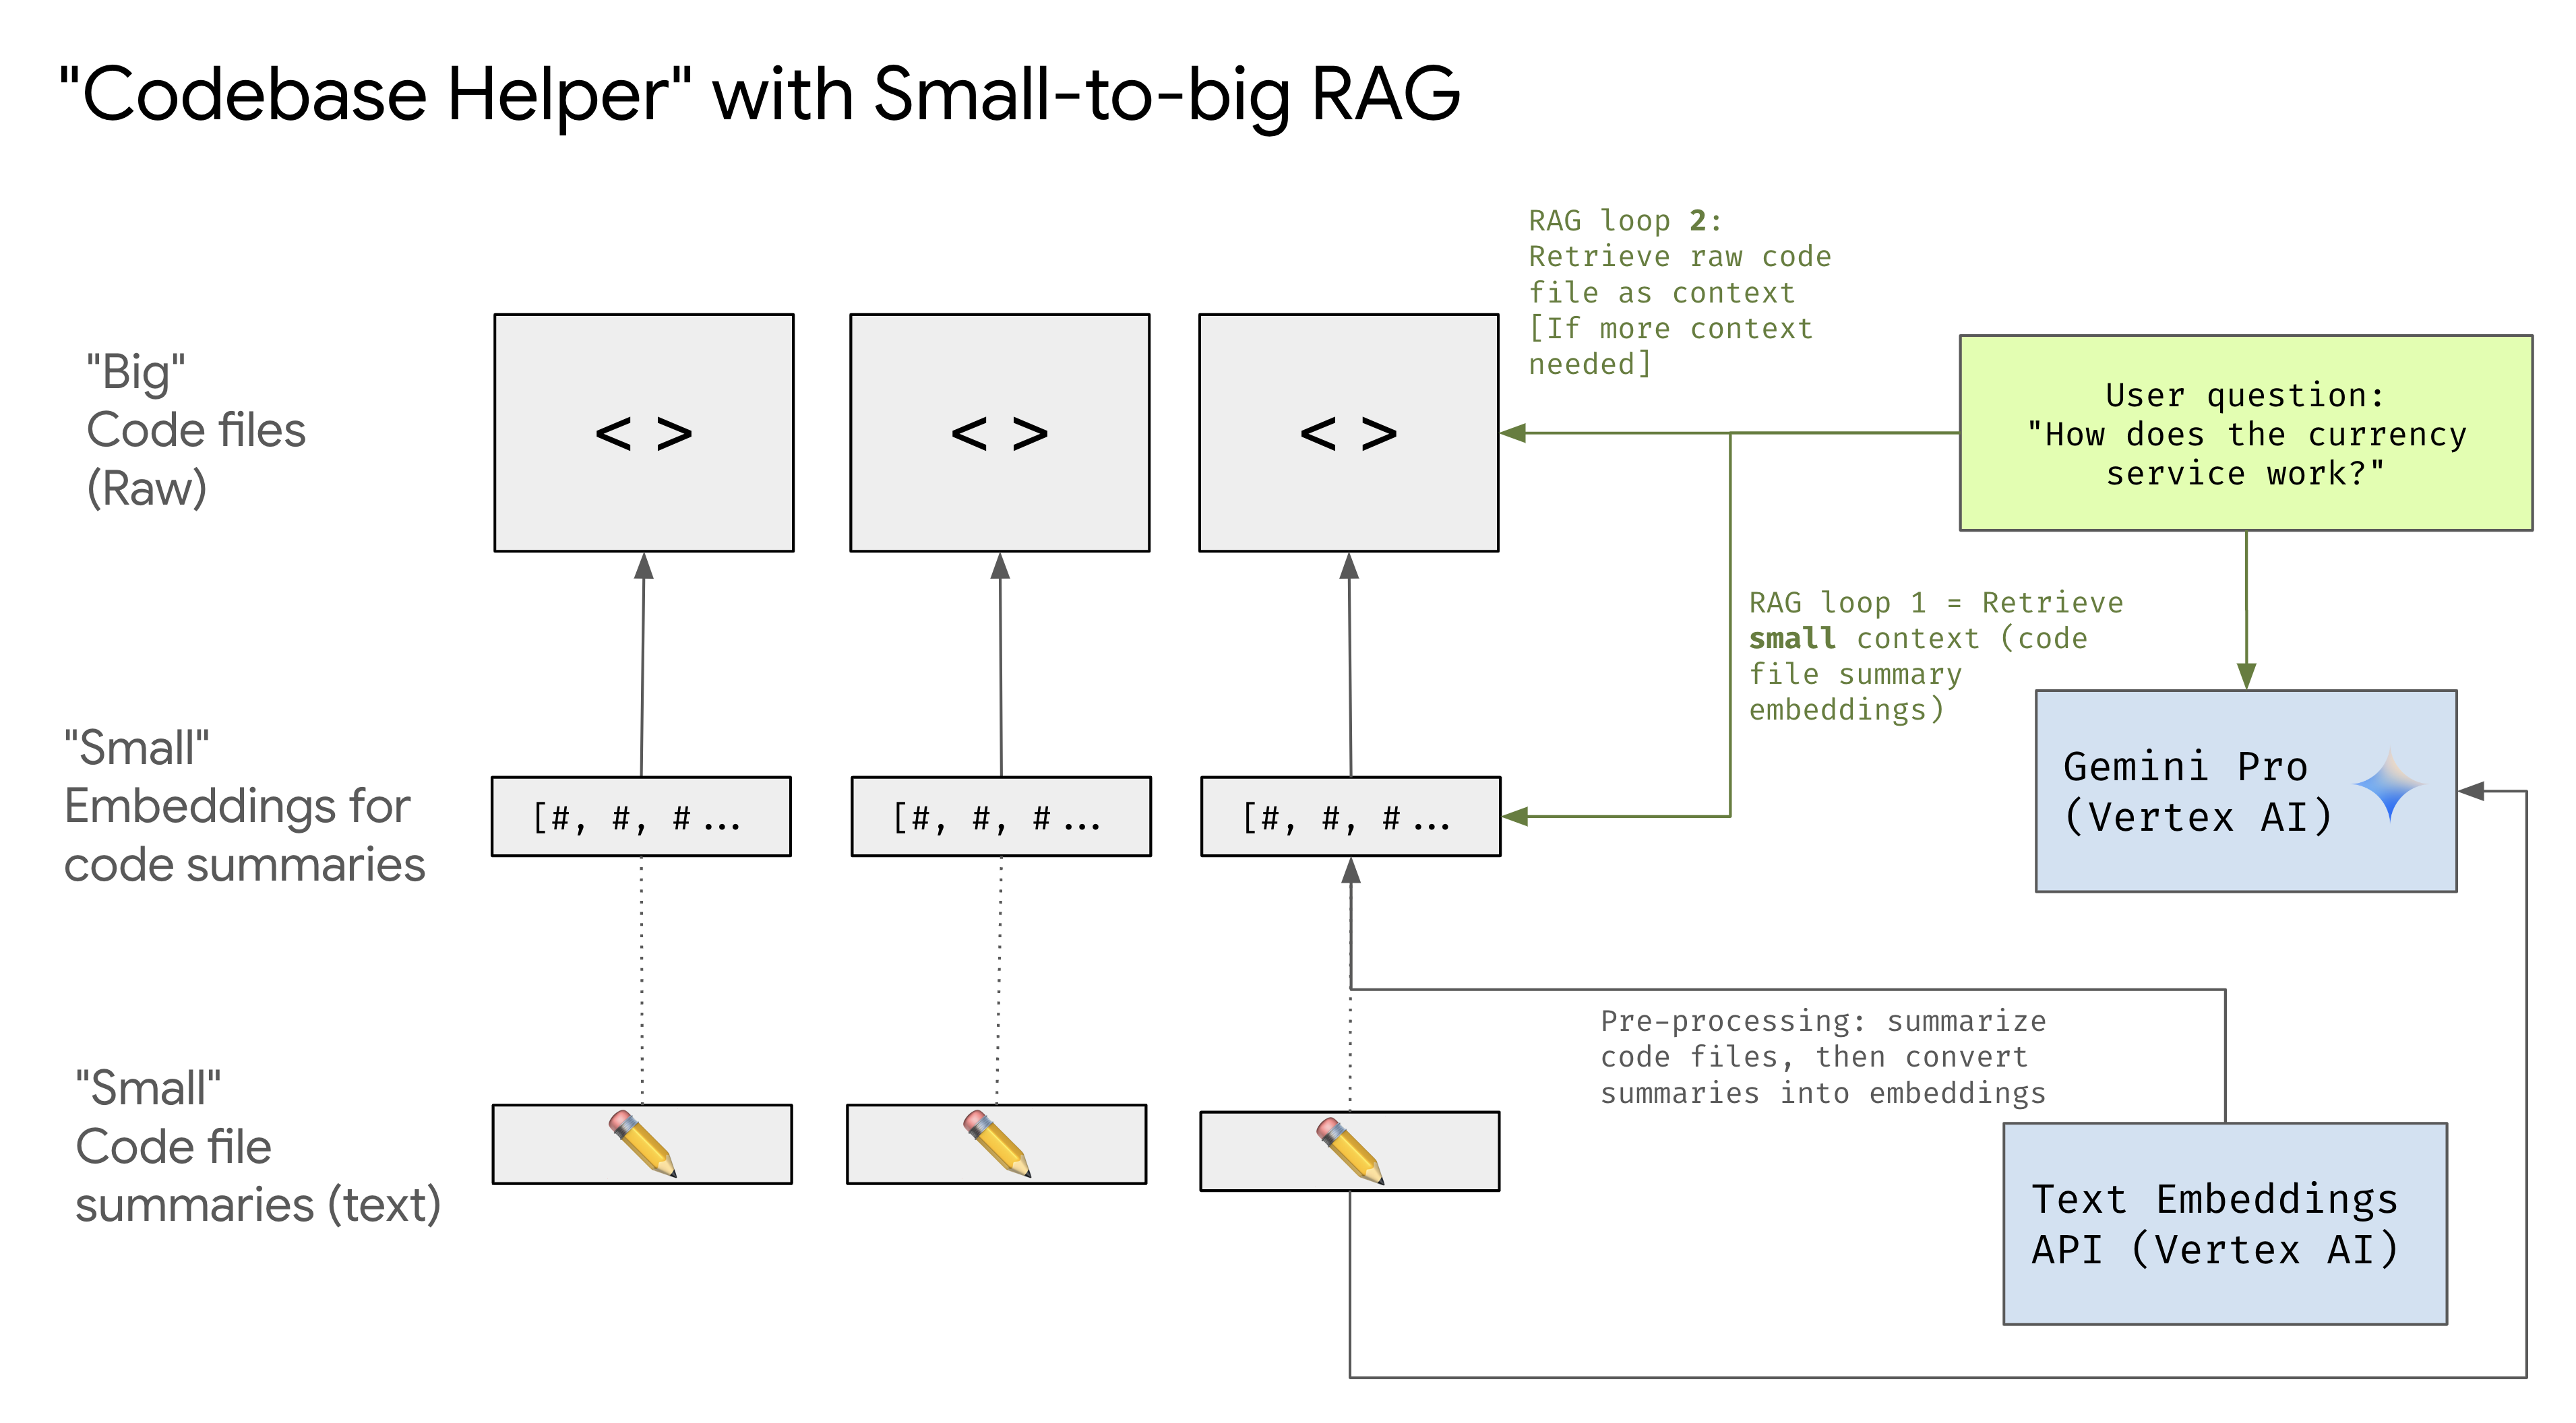 "Codebase Helper" with Small-to-big RAG
RAG loop 2:
Retrieve raw code
file as context
[If more context
needed]
"Big"
Code files
(Raw)
< >
< >
< >
User question:
"How does the currency
service work?"
RAG loop 1 = Retrieve
small context (code
file summary
embeddings)
"Small"
Embeddings for
code summaries
[#, #, # ...
[#, #, # ...
[#, #, # ...
Gemini Pro
(Vertex AI)
Pre-processing: summarize
code files, then convert
summaries into embeddings
"Small"
Code file
summaries (text)
Text Embeddings
API (Vertex AI)